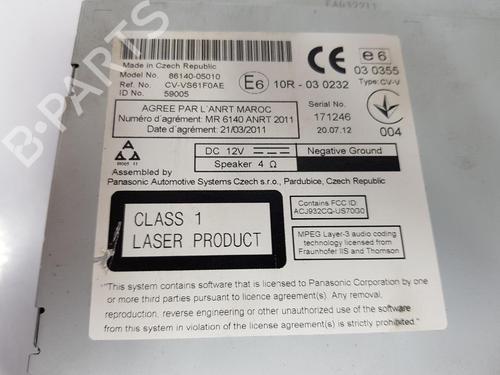 Made in Czech Republic
Model No. 86140-05010
Ref. No. CV-VS61F0AE
ID No. 59005
E6 10R - 03 0232
CE
e6
03 0355
Type: CV-V
AGREE PAR L'ANRT MAROC
Numéro d'agrément: MR 6140 ANRT 2011
Date d'agrément: 21/03/2011
Serial No.
171246
20.07.12
004
DC 12V
Negative Ground
Speaker 4 Ω
Assembled by
Panasonic Automotive Systems Czech s.r.o., Pardubice, Czech Republic
CLASS 1
LASER PRODUCT
Contains FCC ID:
ACJ932CQ-US70G0
MPEG Layer-3 audio coding
technology licensed from
Fraunhofer IIS and Thomson
"This system contains software that is licensed to Panasonic Corporation by one
or more third parties pursuant to licence agreement(s). Any removal,
reproduction, reverse engineering or other unauthorized use of the software
from this system in violation of the license agreement(s) is strictly prohibited."
B-PARTS